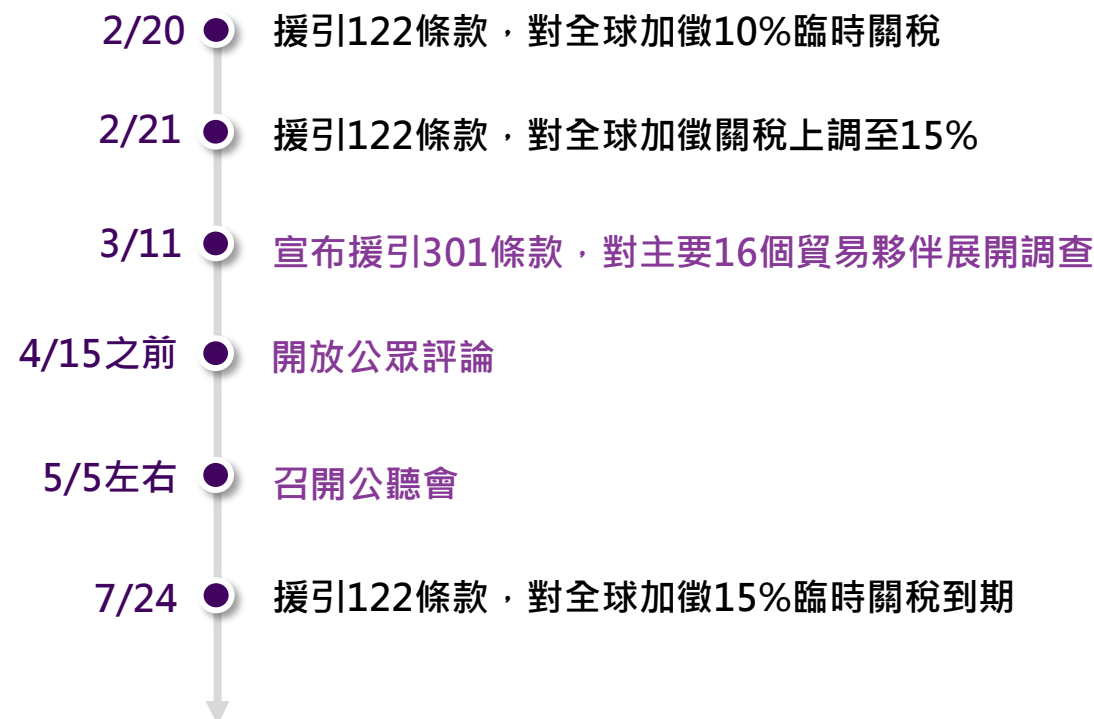 2/20 援引122條款，對全球加徵10%臨時關稅
2/21 援引122條款，對全球加徵關稅上調至15%
3/11 宣布援引301條款，對主要16個貿易夥伴展開調查
4/15之前 開放公眾評論
5/5左右 召開公聽會
7/24 援引122條款，對全球加徵15%臨時關稅到期